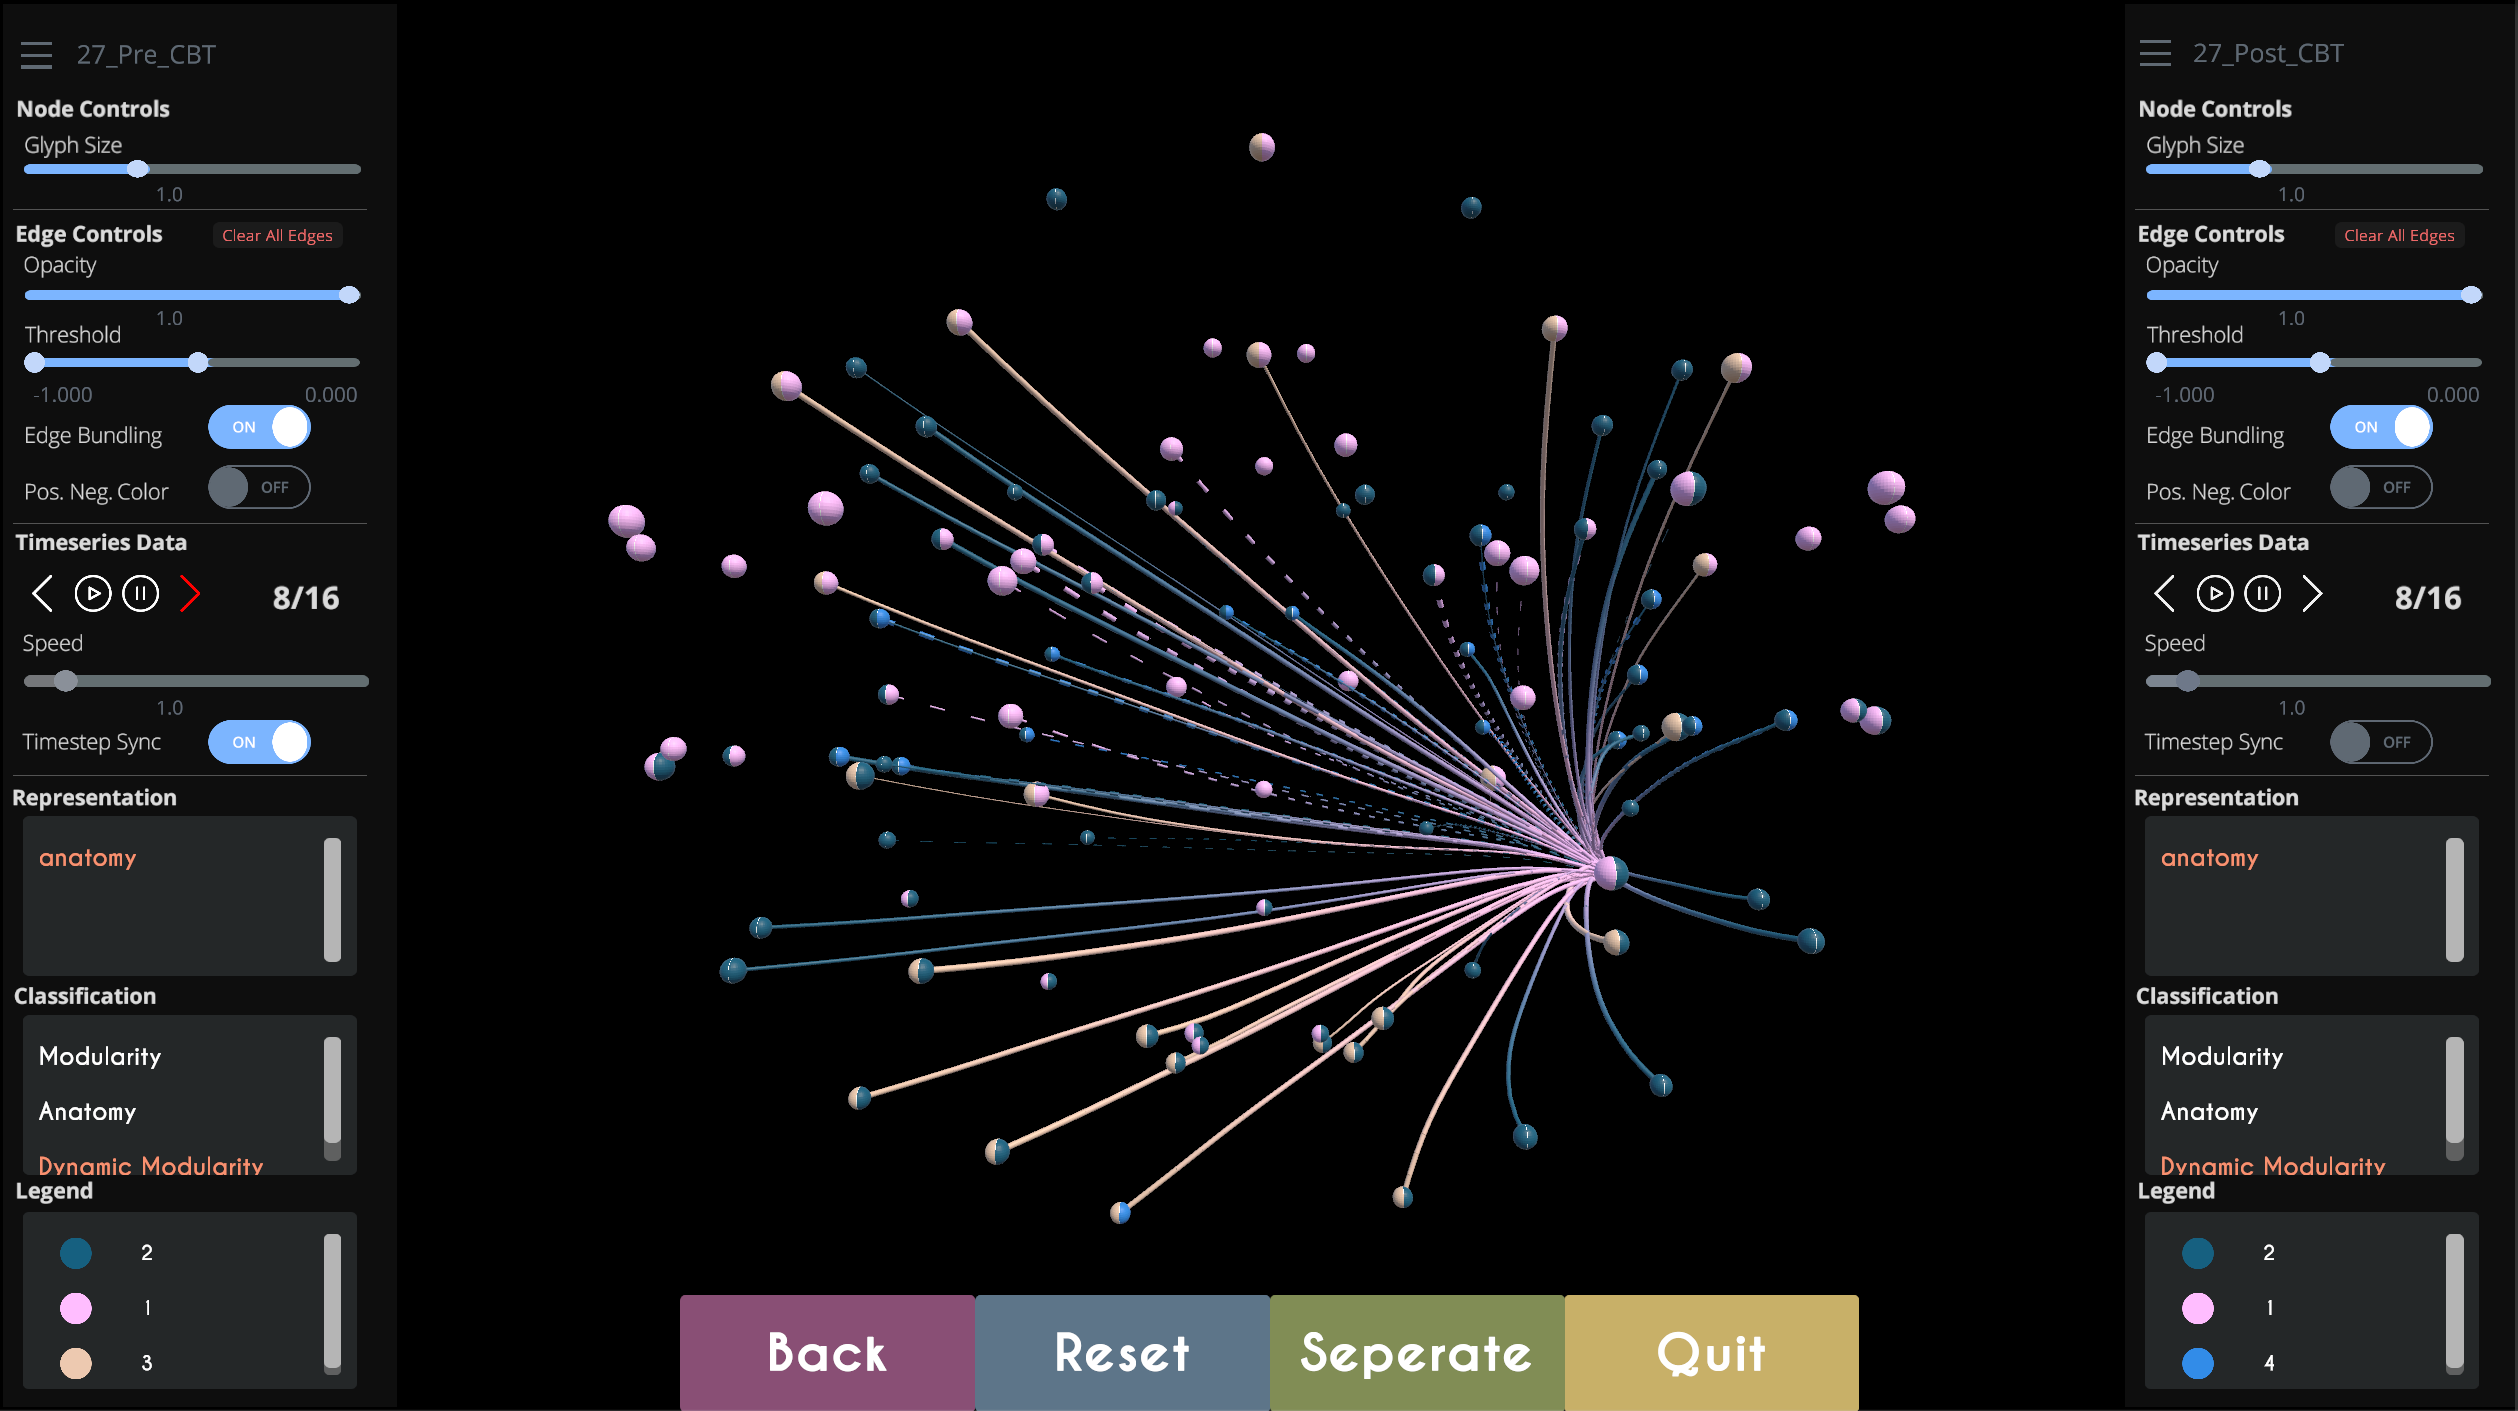 27_Pre_CBT
Node Controls
Glyph Size
1.0
Edge Controls Clear All Edges
Opacity
1.0
Threshold
-1.000 0.000
Edge Bundling ON
Pos. Neg. Color OFF
Timeseries Data
8/16
Speed
1.0
Timestep Sync ON
Representation
anatomy
Classification
Modularity
Anatomy
Dynamic Modularity
Legend
2
1
3
Back Reset Seperate Quit
27_Post_CBT
Node Controls
Glyph Size
1.0
Edge Controls Clear All Edges
Opacity
1.0
Threshold
-1.000 0.000
Edge Bundling ON
Pos. Neg. Color OFF
Timeseries Data
8/16
Speed
1.0
Timestep Sync OFF
Representation
anatomy
Classification
Modularity
Anatomy
Dynamic Modularity
Legend
2
1
4